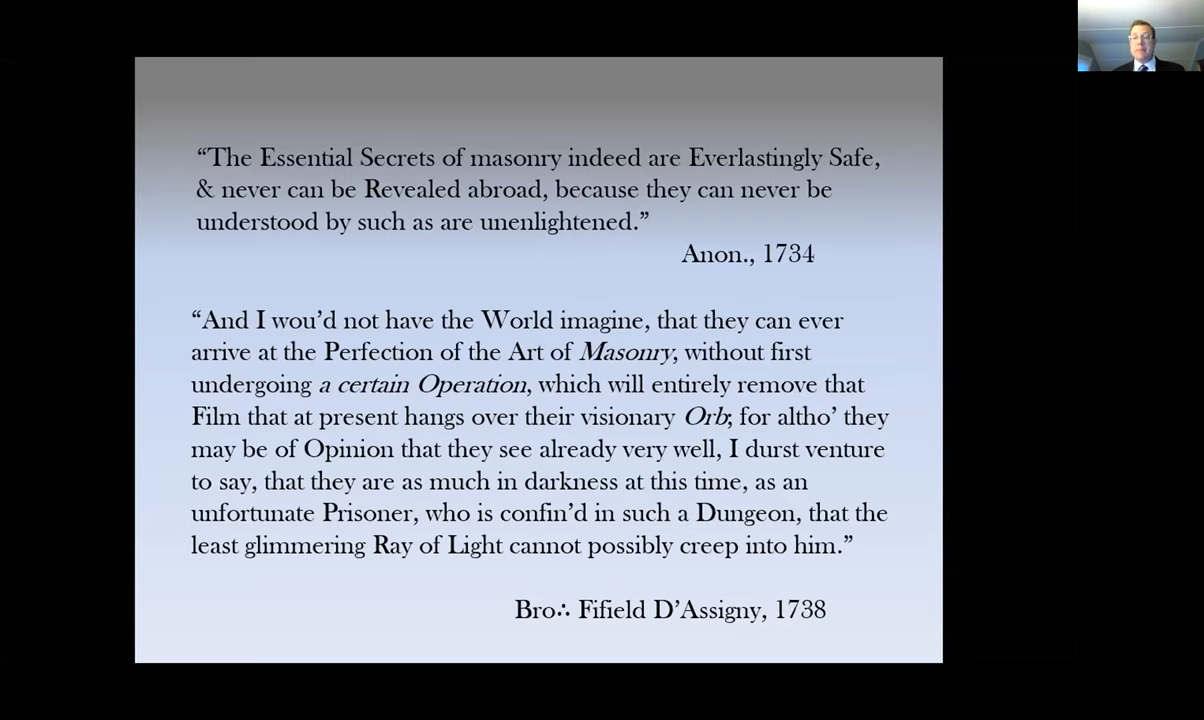 “The Essential Secrets of masonry indeed are Everlastingly Safe,
& never can be Revealed abroad, because they can never be
understood by such as are unenlightened.”
Anon., 1734
“And I wou’d not have the World imagine, that they can ever
arrive at the Perfection of the Art of Masonry, without first
undergoing a certain Operation, which will entirely remove that
Film that at present hangs over their visionary Orb; for altho’ they
may be of Opinion that they see already very well, I durst venture
to say, that they are as much in darkness at this time, as an
unfortunate Prisoner, who is confin’d in such a Dungeon, that the
least glimmering Ray of Light cannot possibly creep into him.”
Bro∴ Fifield D’Assigny, 1738